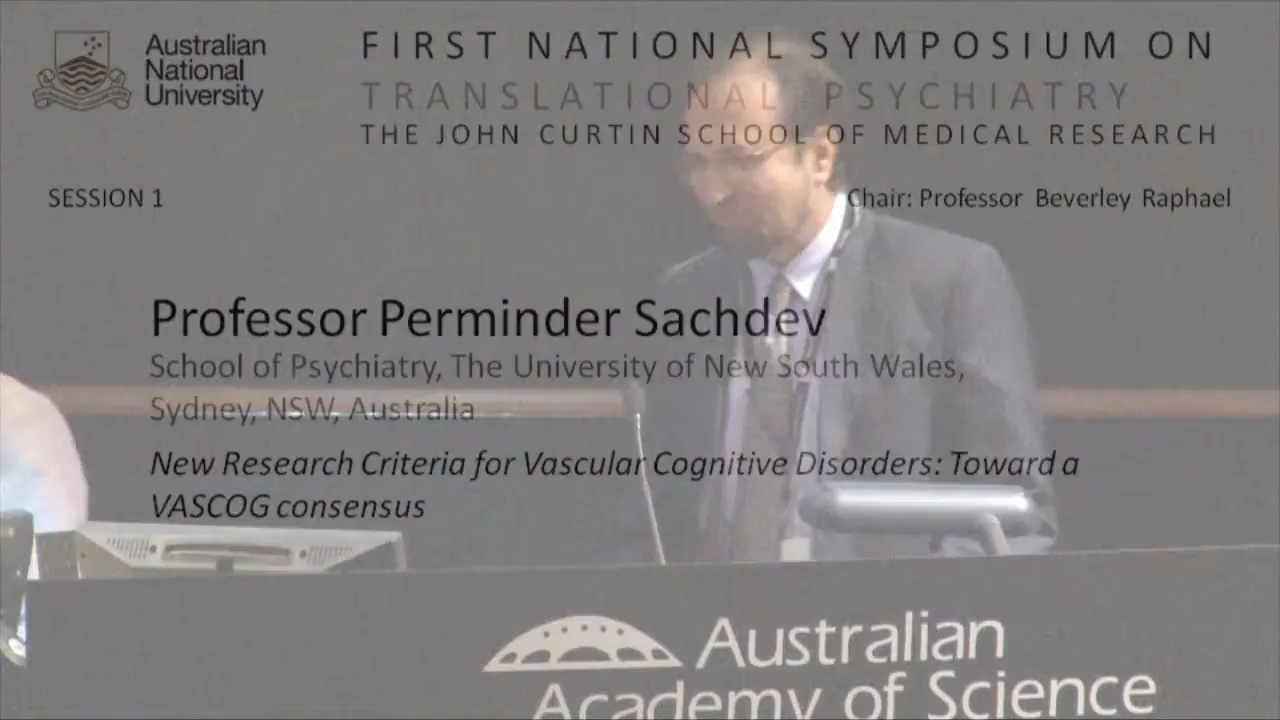 Australian
National
University
FIRST NATIONAL SYMPOSIUM ON
TRANSLATIONAL PSYCHIATRY
THE JOHN CURTIN SCHOOL OF MEDICAL RESEARCH
SESSION 1
Chair: Professor Beverley Raphael
Professor Perminder Sachdev
School of Psychiatry, The University of New South Wales,
Sydney, NSW, Australia
New Research Criteria for Vascular Cognitive Disorders: Toward a
VASCOG consensus
Australian
Academy of Science